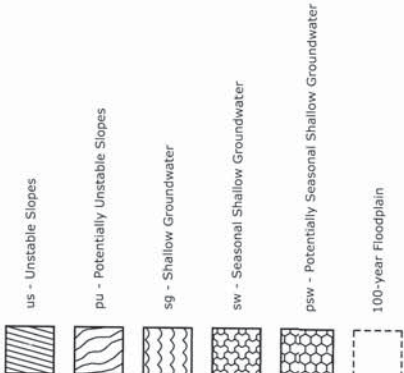 us - Unstable Slopes
pu - Potentially Unstable Slopes
sg - Shallow Groundwater
sw - Seasonal Shallow Groundwater
psw - Potentially Seasonal Shallow Groundwater
100-year Floodplain